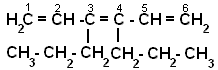 1 2 3 4 5 6
H₂C=CH-C=C-CH=CH₂
CH₃-CH₂-CH₂ CH₂-CH₂-CH₃